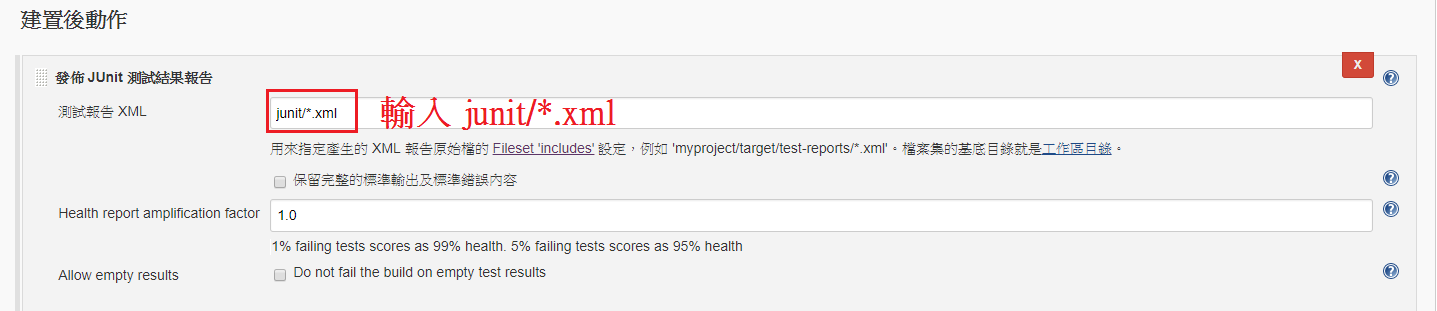 建置後動作
X
發佈 JUnit 測試結果報告
測試報告 XML
junit/*.xml 輸入 junit/*.xml
用來指定產生的 XML 報告原始檔的 Fileset 'includes' 設定，例如 'myproject/target/test-reports/*.xml'。檔案集的基底目錄就是工作區目錄。
保留完整的標準輸出及標準錯誤內容
Health report amplification factor 1.0
1% failing tests scores as 99% health. 5% failing tests scores as 95% health
Allow empty results Do not fail the build on empty test results